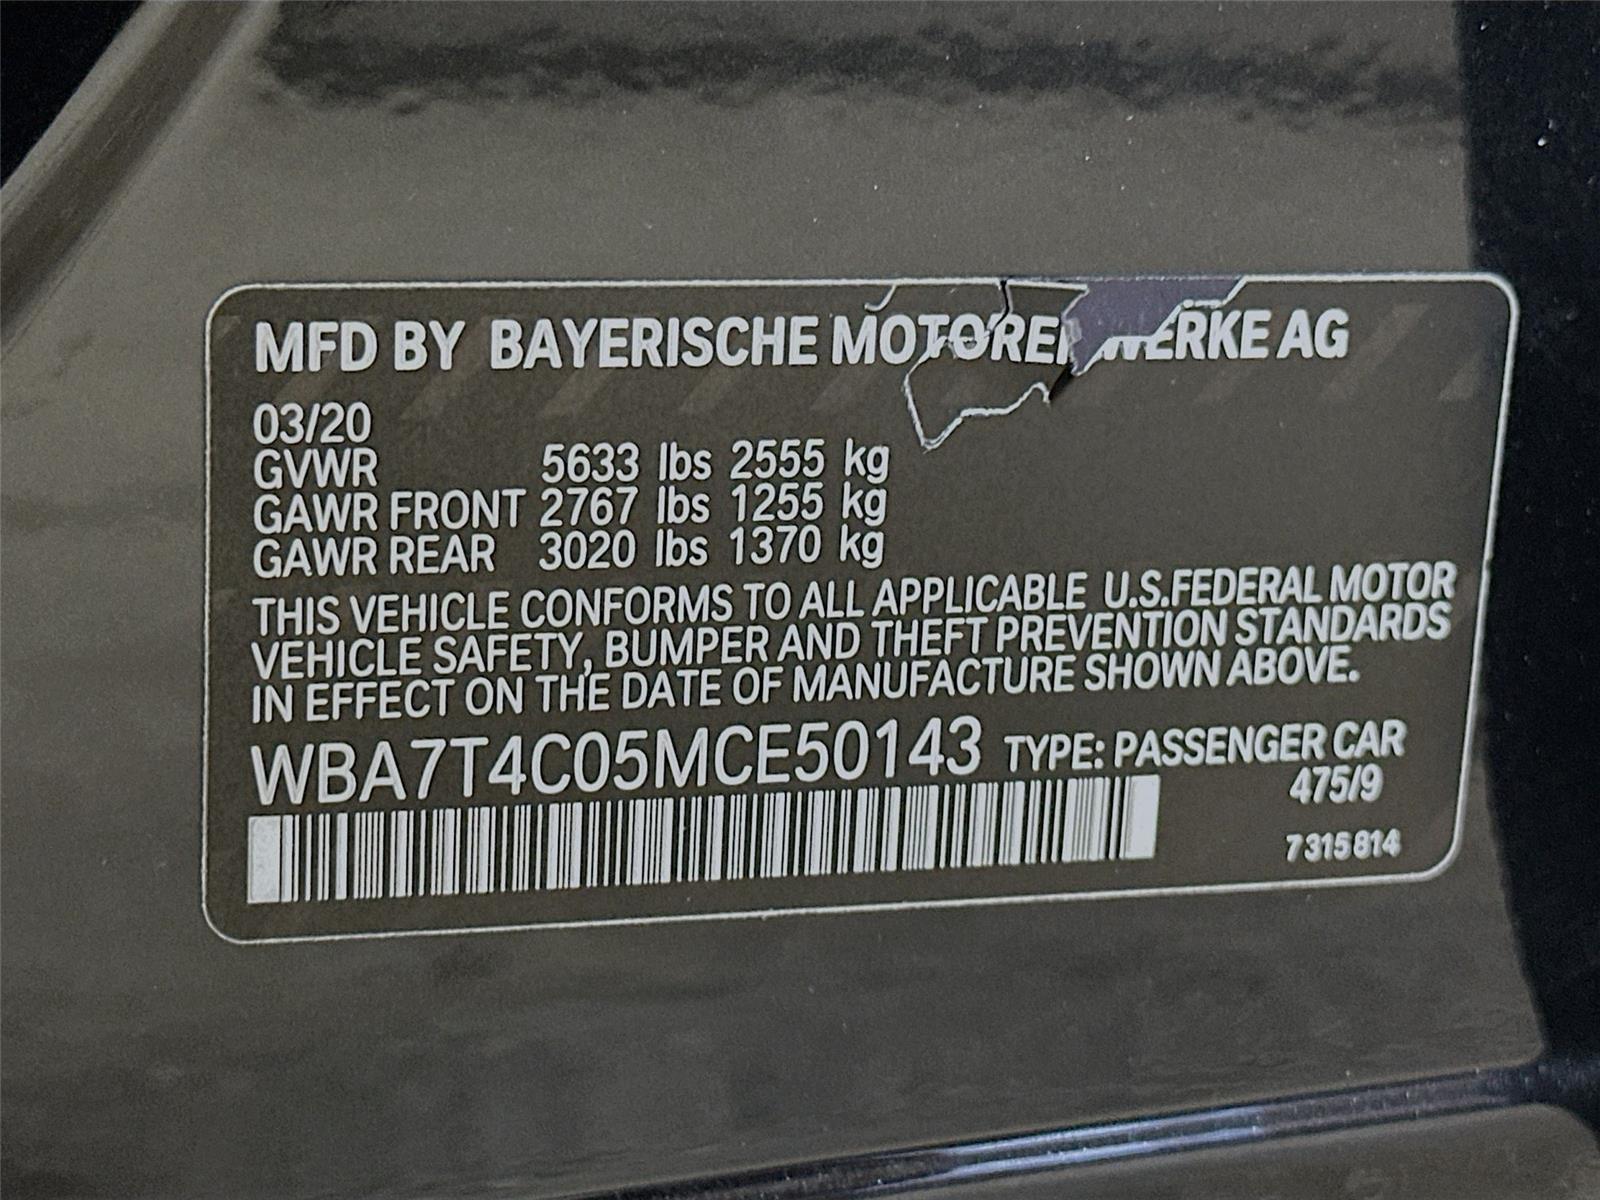 MFD BY BAYERISCHE MOTOREN WERKE AG
03/20
GVWR 5633 lbs 2555 kg
GAWR FRONT 2767 lbs 1255 kg
GAWR REAR 3020 lbs 1370 kg
THIS VEHICLE CONFORMS TO ALL APPLICABLE U.S.FEDERAL MOTOR
VEHICLE SAFETY, BUMPER AND THEFT PREVENTION STANDARDS
IN EFFECT ON THE DATE OF MANUFACTURE SHOWN ABOVE.
WBA7T4C05MCE50143 TYPE: PASSENGER CAR
475/9
7315814